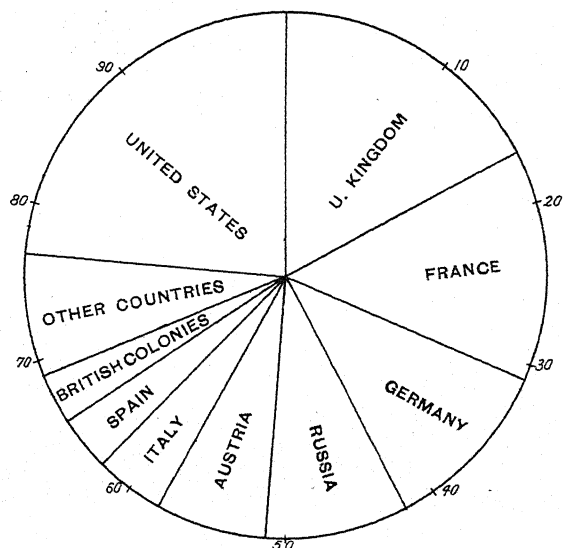 90
10
UNITED STATES
U. KINGDOM
80
20
FRANCE
OTHER COUNTRIES
70
BRITISH COLONIES
30
GERMANY
SPAIN
ITALY
AUSTRIA
RUSSIA
60
40
50